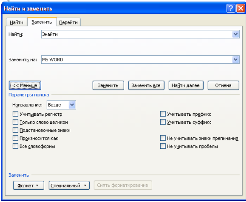 Найти и заменить
Найти Заменить Перейти
Найти:
Заменить на: MS WORD
<< Меньше Заменить Заменить все Найти далее Отмена
Параметры поиска
Направление: Везде
Учитывать регистр Учитывать префикс
Только слово целиком Учитывать суффикс
Подстановочные знаки
Произносится как Не учитывать знаки препинания
Все словоформы Не учитывать пробелы
Заменить
Формат Специальный Снять форматирование